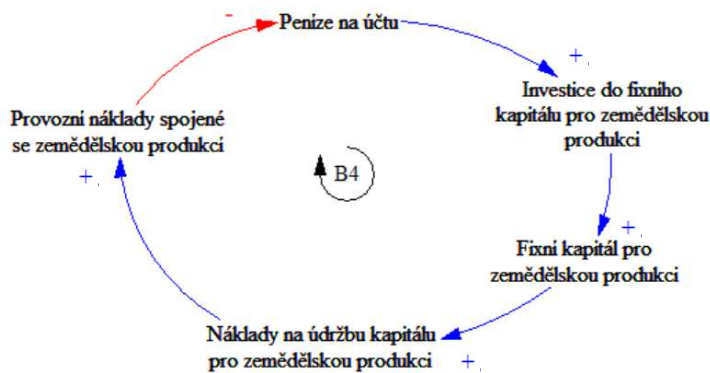 -
Peníze na účtu
+
Investice do fixního
kapitálu pro zemědělskou
produkci
Provozní náklady spojené
se zemědělskou produkcí
+
B4
+
Fixní kapitál pro
zemědělskou produkci
Náklady na údržbu kapitálu
pro zemědělskou produkci
+